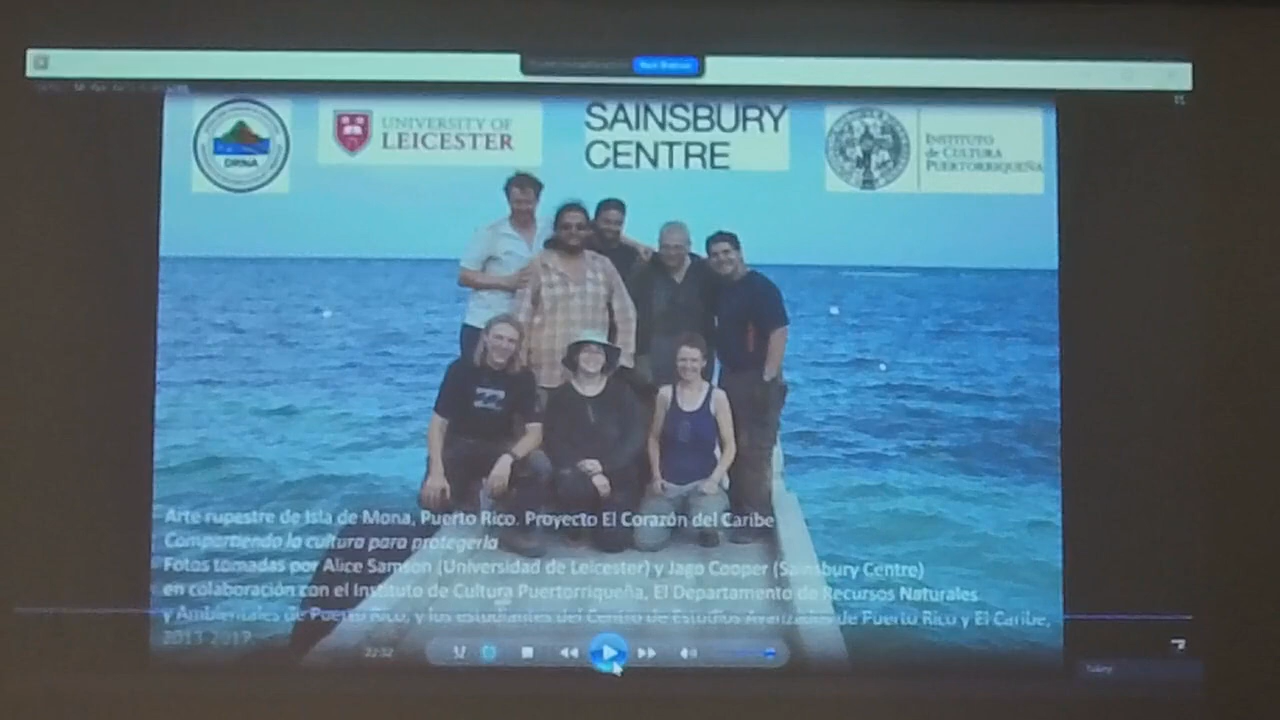 DRNA
UNIVERSITY OF
LEICESTER
SAINSBURY
CENTRE
INSTITUTO
de CULTURA
PUERTORRIQUEÑA
Arte rupestre de Isla de Mona, Puerto Rico. Proyecto El Corazón del Caribe
Compartiendo la cultura para protegerla
Fotos tomadas por Alice Samson (Universidad de Leicester) y Jago Cooper (Sainsbury Centre)
en colaboración con el Instituto de Cultura Puertorriqueña, El Departamento de Recursos Naturales
y Ambientales de Puerto Rico, y los estudiantes del Centro de Estudios Avanzados de Puerto Rico y El Caribe,
2013-2017
22:32